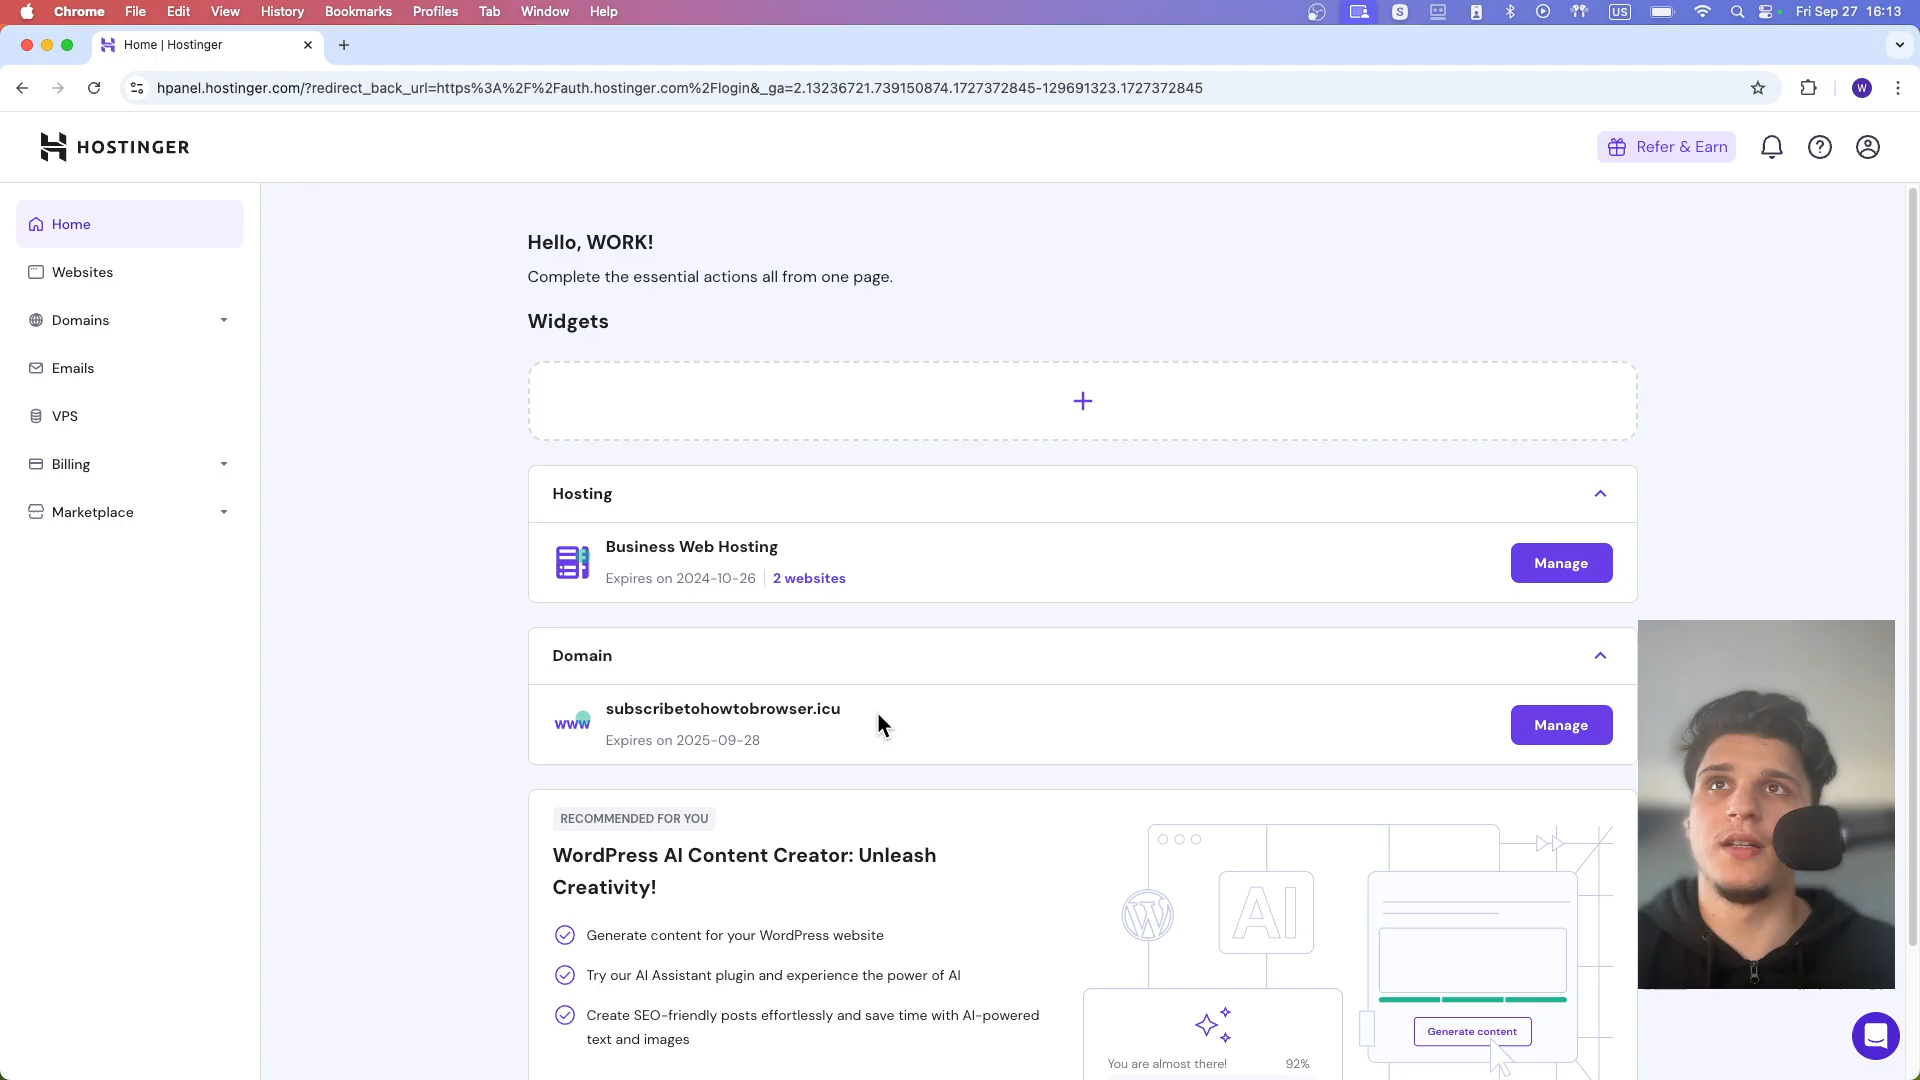 Chrome File Edit View History Bookmarks Profiles Tab Window Help
S US Fri Sep 27 16:13
Home | Hostinger
hpanel.hostinger.com/?redirect_back_url=https%3A%2F%2Fauth.hostinger.com%2Flogin&_ga=2.13236721.739150874.1727372845-129691323.1727372845
W
HOSTINGER
Refer & Earn
Home
Websites
Domains
Emails
VPS
Billing
Marketplace
Hello, WORK!
Complete the essential actions all from one page.
Widgets
Hosting
Business Web Hosting
Expires on 2024-10-26
2 websites
Manage
Domain
www
subscribetohowtobrowser.icu
Expires on 2025-09-28
Manage
RECOMMENDED FOR YOU
WordPress AI Content Creator: Unleash
Creativity!
Generate content for your WordPress website
Try our AI Assistant plugin and experience the power of AI
Create SEO-friendly posts effortlessly and save time with AI-powered
text and images
AI
Generate content
You are almost there! 92%